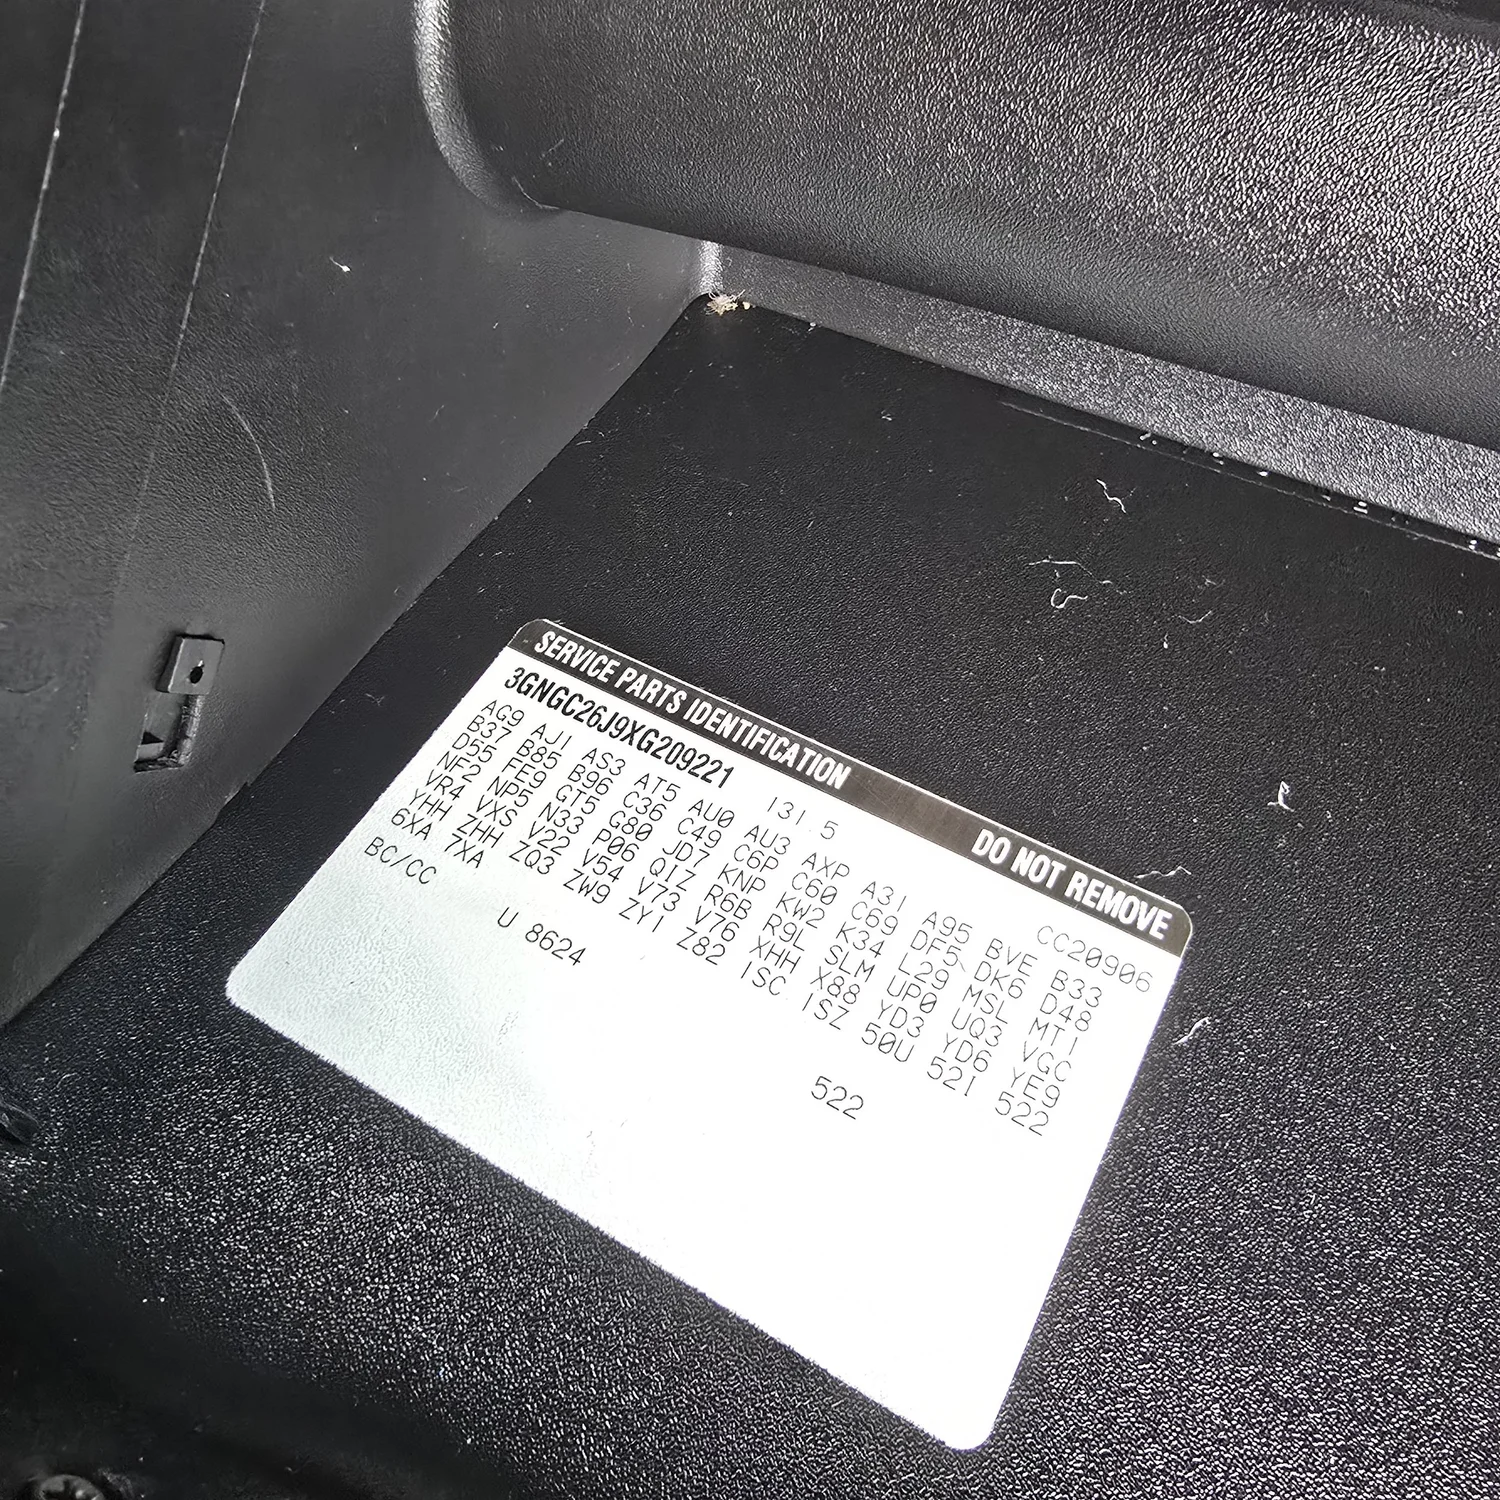 SERVICE PARTS IDENTIFICATION DO NOT REMOVE
3GNGC26J9XG209221 131.5 CC20906
AG9 AJ1 AS3 AT5 AU0 AU3 AXP A31 A95 BVE B33
B37 B85 B96 C36 C49 C6P C60 C69 DF5 DK6 D48
D55 FE9 GT5 G80 JD7 KNP KW2 K34 L29 MSL MT1
NF2 NP5 N33 P06 QIZ R6B R9L SLM UP0 UQ3 VGC
VR4 VXS V22 V54 V73 V76 XHH X88 YD3 YD6 YE9
YHH ZHH ZQ3 ZW9 ZY1 Z82 1SC 1SZ 50U 521 522
6XA 7XA
BC/CC U 8624 522